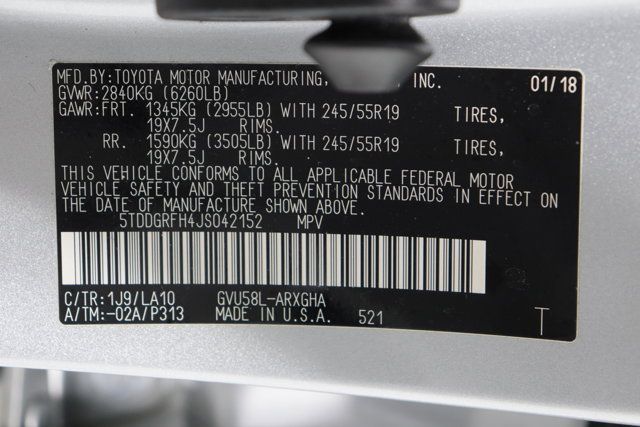 MFD.BY:TOYOTA MOTOR MANUFACTURING, INC. 01/18
GVWR:2840KG (6260LB)
GAWR:FRT. 1345KG (2955LB) WITH 245/55R19 TIRES,
19X7.5J RIMS.
RR. 1590KG (3505LB) WITH 245/55R19 TIRES,
19X7.5J RIMS.
THIS VEHICLE CONFORMS TO ALL APPLICABLE FEDERAL MOTOR
VEHICLE SAFETY AND THEFT PREVENTION STANDARDS IN EFFECT ON
THE DATE OF MANUFACTURE SHOWN ABOVE.
5TDDGRFH4JS042152 MPV
C/TR:1J9/LA10 GVU58L-ARXGHA
A/TM:-02A/P313 MADE IN U.S.A. 521 T